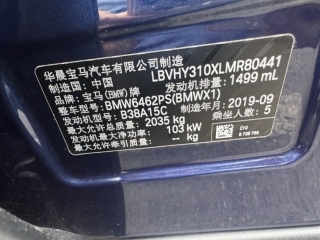 华晨宝马汽车有限公司制造
制造国：中国 LBVHY310XLMR80441
品牌：宝马(BMW)牌 发动机排量：1499 mL
整车型号：BMW6462PS(BMWX1)
发动机型号：B38A15C 制造年月：2019-09
最大允许总质量：2035 kg 乘坐人数：5
发动机最大净功率：103 kW
最大允许牵引质量：- kg
C10